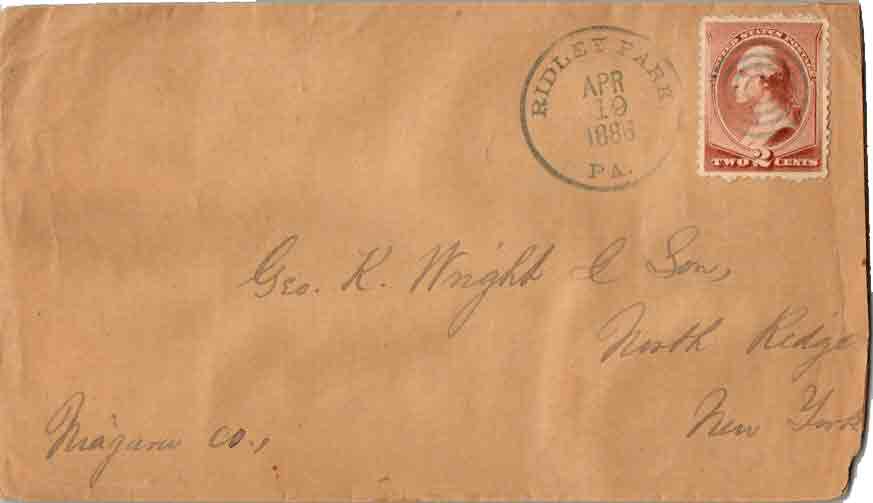 RIDLEY PARK
APR
19
1886
PA.
UNITED STATES POSTAGE
TWO 2 CENTS
Geo. K. Wright & Son,
North Ridge
New York
Niagara Co.,